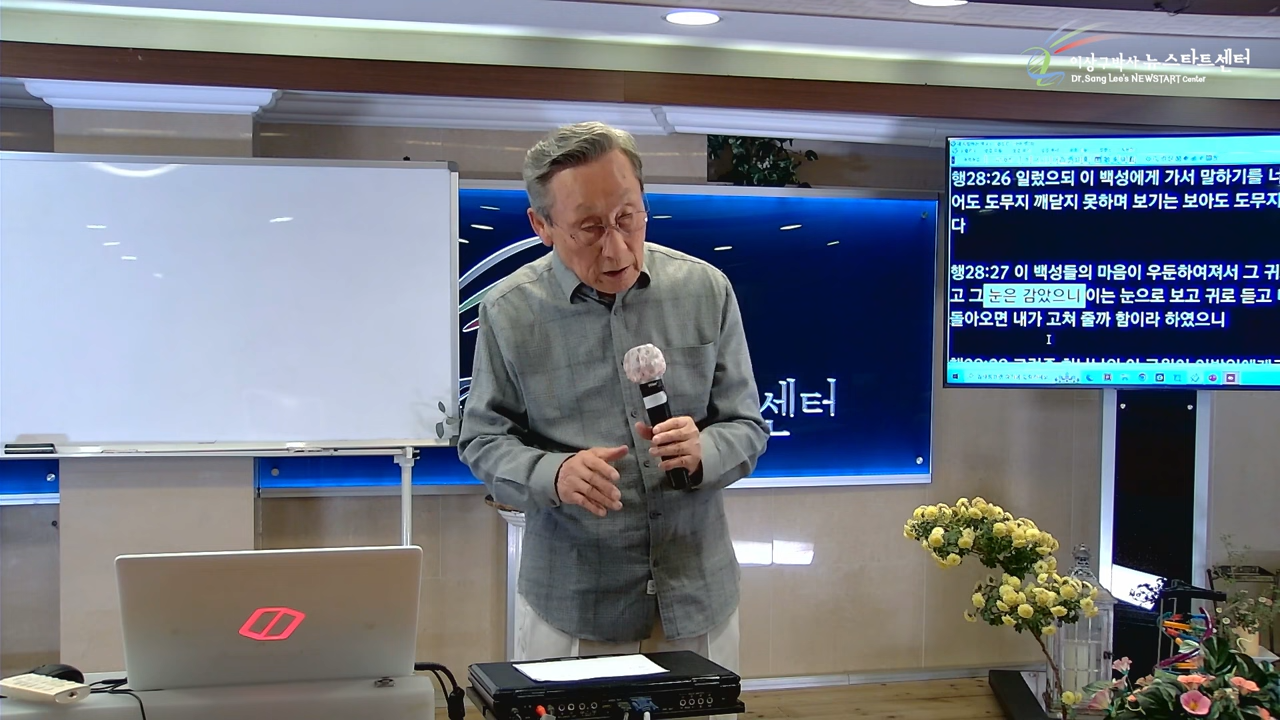 이상구박사 뉴스타트센터
Dr. Sang Lee's NEWSTART Center
행28:26 일렀으되 이 백성에게 가서 말하기를 너
어도 도무지 깨닫지 못하며 보기는 보아도 도무지
다
행28:27 이 백성들의 마음이 우둔하여져서 그 귀
고 그 눈은 감았으니 이는 눈으로 보고 귀로 듣고
돌아오면 내가 고쳐 줄까 함이라 하였으니
센터